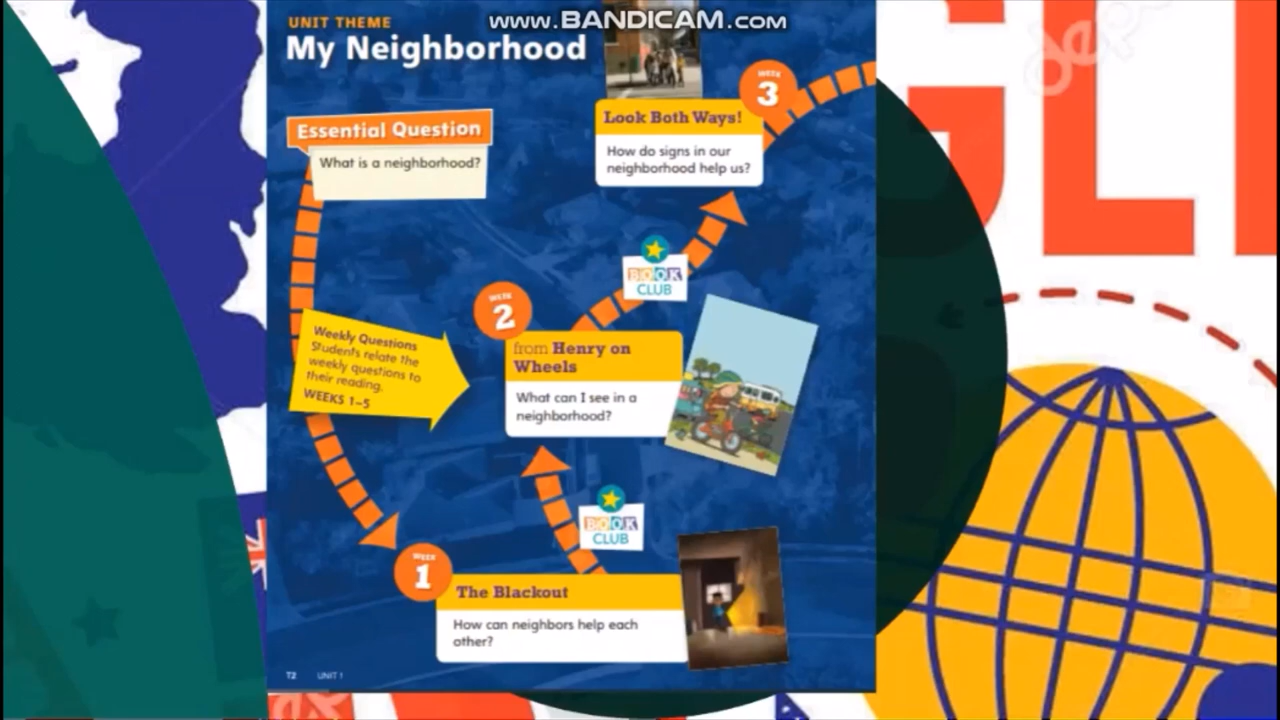 www.BANDICAM.com
UNIT THEME
My Neighborhood
WEEK
3
Look Both Ways!
How do signs in our
neighborhood help us?
Essential Question
What is a neighborhood?
BOOK
CLUB
WEEK
2
from Henry on
Wheels
What can I see in a
neighborhood?
Weekly Questions
Students relate the
weekly questions to
their reading.
WEEKS 1–5
BOOK
CLUB
WEEK
1
The Blackout
How can neighbors help each
other?
T2 UNIT 1